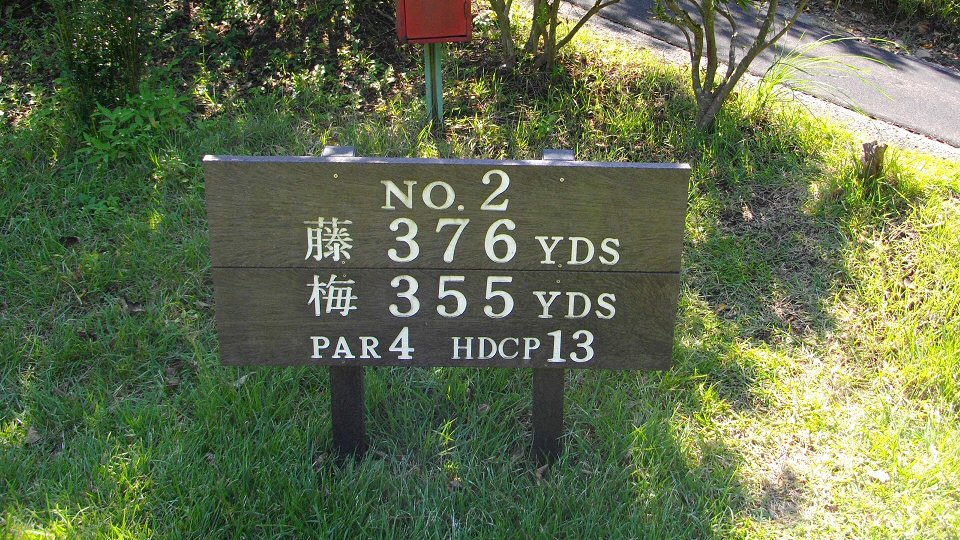 NO. 2
藤 376 YDS
梅 355 YDS
PAR 4 HDCP 13